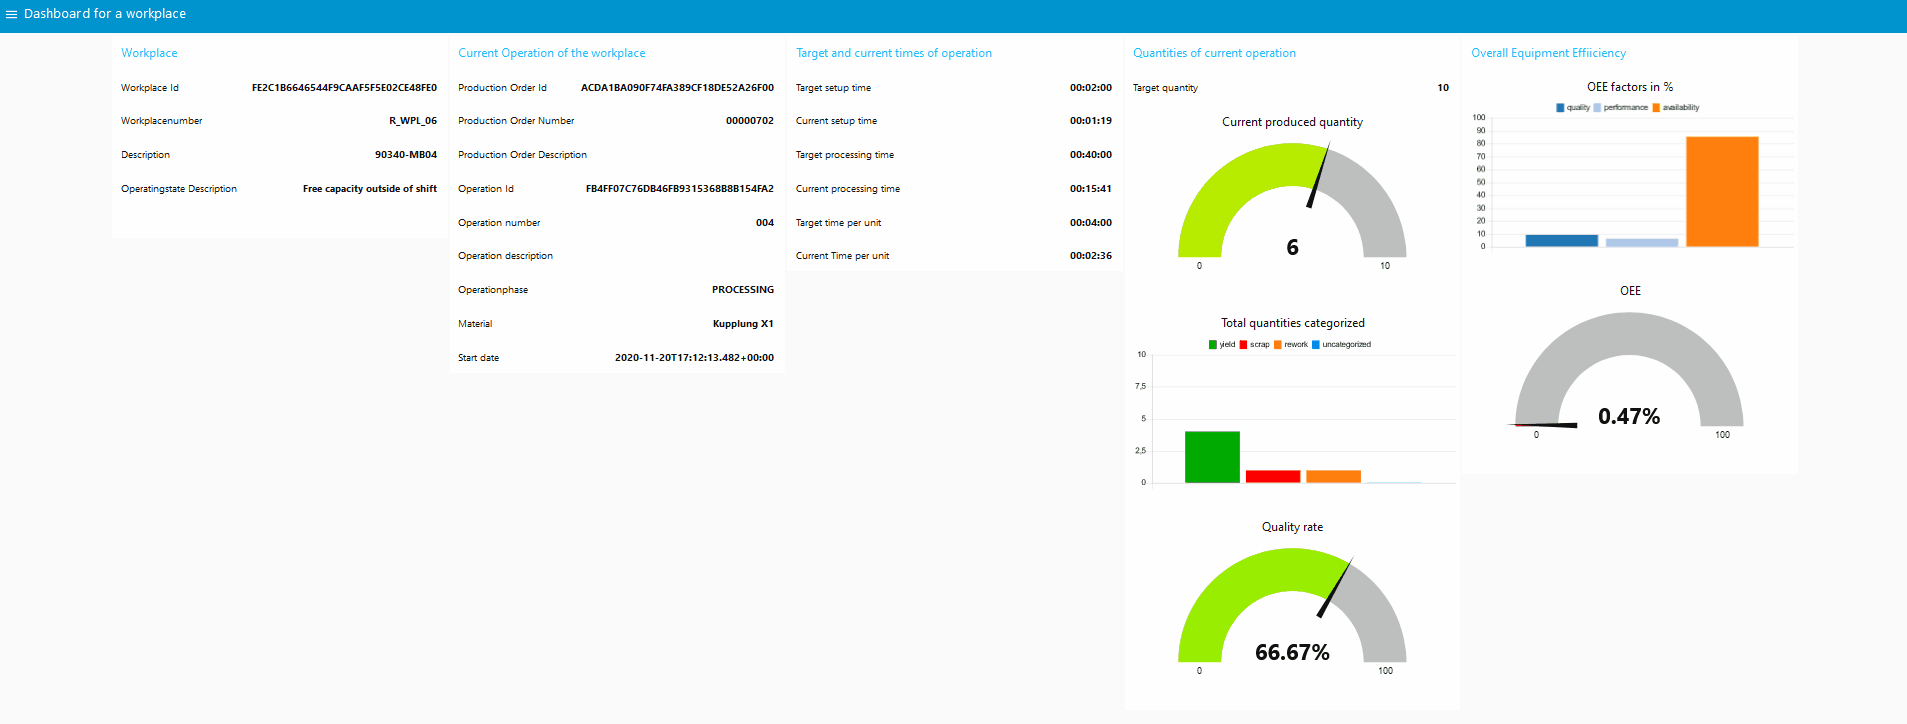 Dashboard for a workplace
Workplace
Workplace Id FE2C1B6646544F9CAAF5F5E02CE48FE0
Workplacenumber R_WPL_06
Description 90340-MB04
Operatingstate Description Free capacity outside of shift
Current Operation of the workplace
Production Order Id ACDA1BA090F74FA389CF18DE52A26F00
Production Order Number 00000702
Production Order Description
Operation Id FB4FF07C76DB46FB9315368B8B154FA2
Operation number 004
Operation description
Operationphase PROCESSING
Material Kupplung X1
Start date 2020-11-20T17:12:13.482+00:00
Target and current times of operation
Target setup time 00:02:00
Current setup time 00:01:19
Target processing time 00:40:00
Current processing time 00:15:41
Target time per unit 00:04:00
Current Time per unit 00:02:36
Quantities of current operation
Target quantity 10
Current produced quantity
6
0 10
Total quantities categorized
yield scrap rework uncategorized
10
7,5
5
2,5
0
Quality rate
66.67%
0 100
Overall Equipment Effiiciency
OEE factors in %
quality performance availability
100
90
80
70
60
50
40
30
20
10
0
OEE
0.47%
0 100